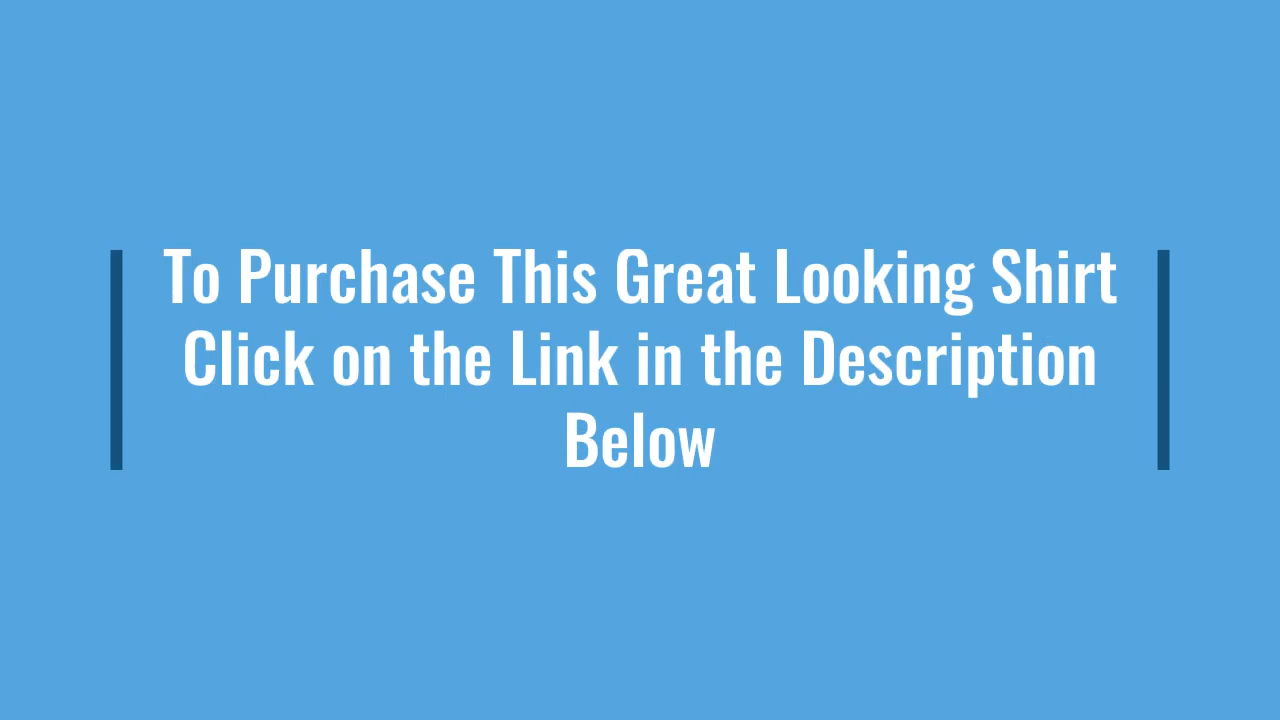 To Purchase This Great Looking Shirt
Click on the Link in the Description
Below